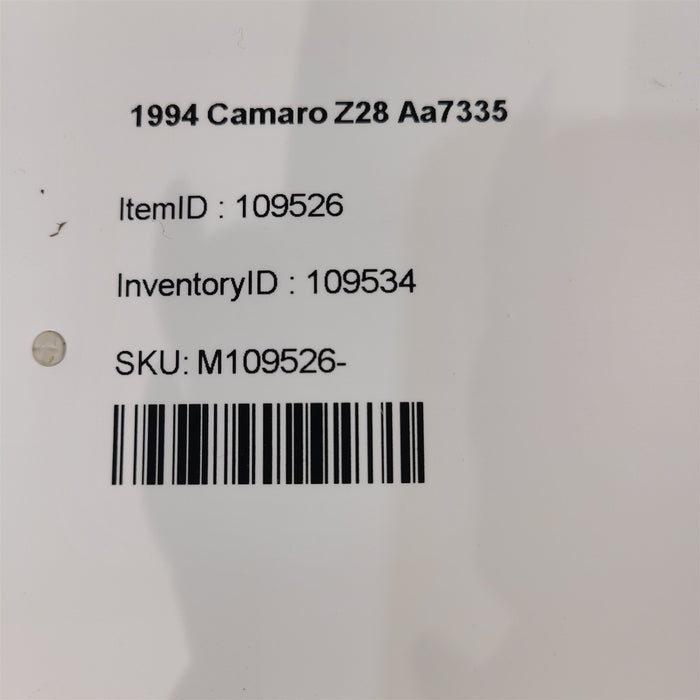 1994 Camaro Z28 Aa7335
ItemID : 109526
InventoryID : 109534
SKU: M109526-